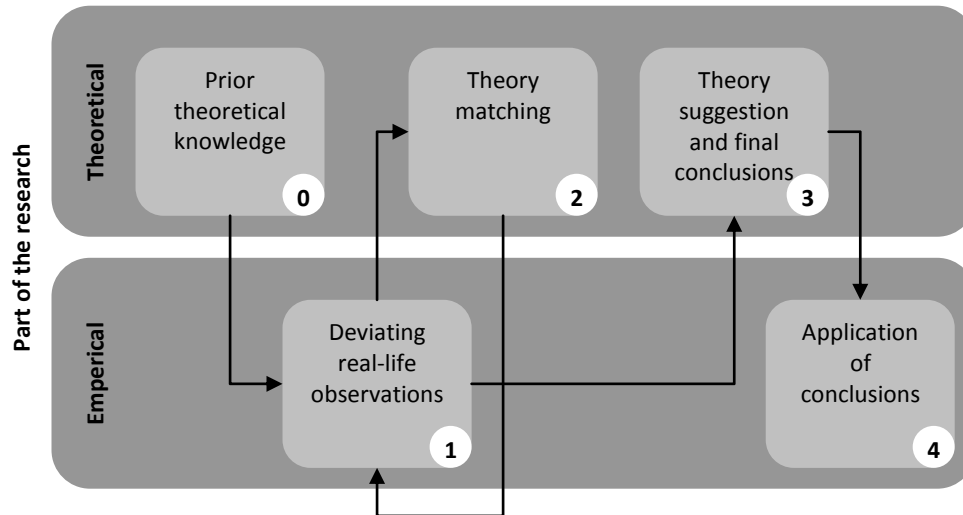 Part of the research
Theoretical
Prior
theoretical
knowledge
0
Theory
matching
2
Theory
suggestion
and final
conclusions
3
Emperical
Deviating
real-life
observations
1
Application
of
conclusions
4